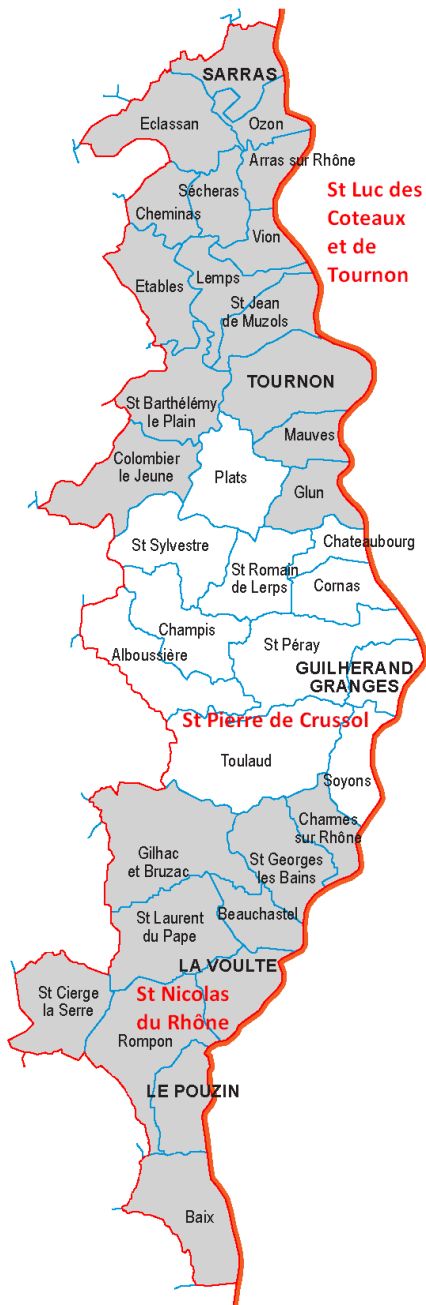 SARRAS
Eclassan
Ozon
Arras sur Rhône
St Luc des
Coteaux
et de
Tournon
Sécheras
Cheminas
Vion
Lemps
Etables
St Jean
de Muzols
TOURNON
St Barthélémy
le Plain
Mauves
Colombier
le Jeune
Plats
Glun
Chateaubourg
St Sylvestre
St Romain
de Lerps
Cornas
Champis
St Péray
Alboussière
GUILHERAND
GRANGES
St Pierre de Crussol
Toulaud
Soyons
Charmes
sur Rhône
Gilhac
et Bruzac
St Georges
les Bains
Beauchastel
St Laurent
du Pape
LA VOULTE
St Cierge
la Serre
St Nicolas
du Rhône
Rompon
LE POUZIN
Baix